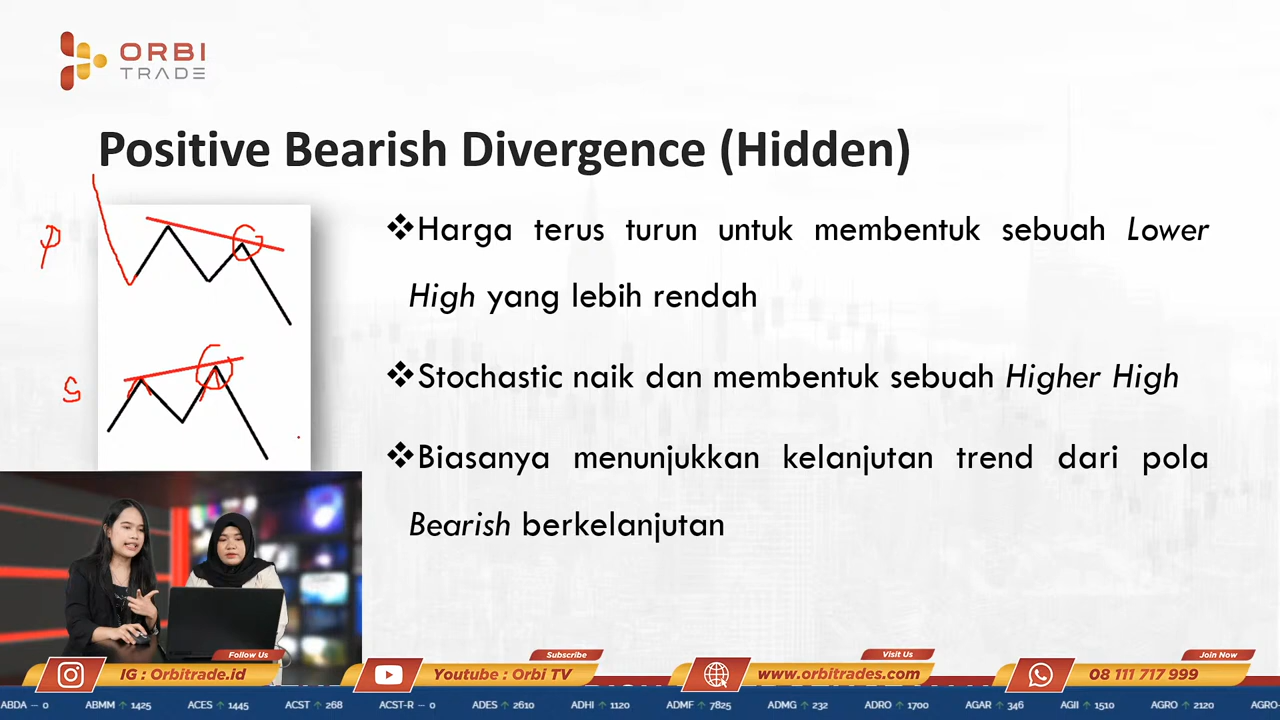 ORBI
TRADE
Positive Bearish Divergence (Hidden)
P
S
❖Harga terus turun untuk membentuk sebuah Lower
High yang lebih rendah
❖Stochastic naik dan membentuk sebuah Higher High
❖Biasanya menunjukkan kelanjutan trend dari pola
Bearish berkelanjutan
Follow Us
IG : Orbitrade.id
Subscribe
Youtube : Orbi TV
Visit Us
www.orbitrades.com
Join Now
08 111 717 999
ABDA – 0 ABMM ↑ 1425 ACES ↑ 1445 ACST ↑ 268 ACST-R – 0 ADES ↑ 2610 ADHI ↑ 1120 ADMF ↑ 7825 ADMG ↑ 232 ADRO ↑ 1700 AGAR ↑ 346 AGII ↑ 1510 AGRO ↑ 2120 AGRO-